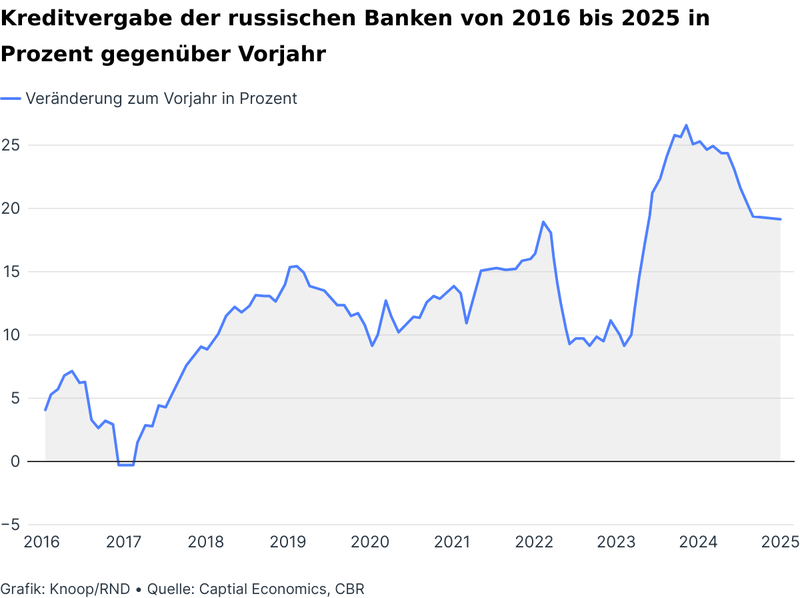 Kreditvergabe der russischen Banken von 2016 bis 2025 in
Prozent gegenüber Vorjahr
Veränderung zum Vorjahr in Prozent
25
20
15
10
5
0
−5
2016 2017 2018 2019 2020 2021 2022 2023 2024 2025
Grafik: Knoop/RND • Quelle: Captial Economics, CBR